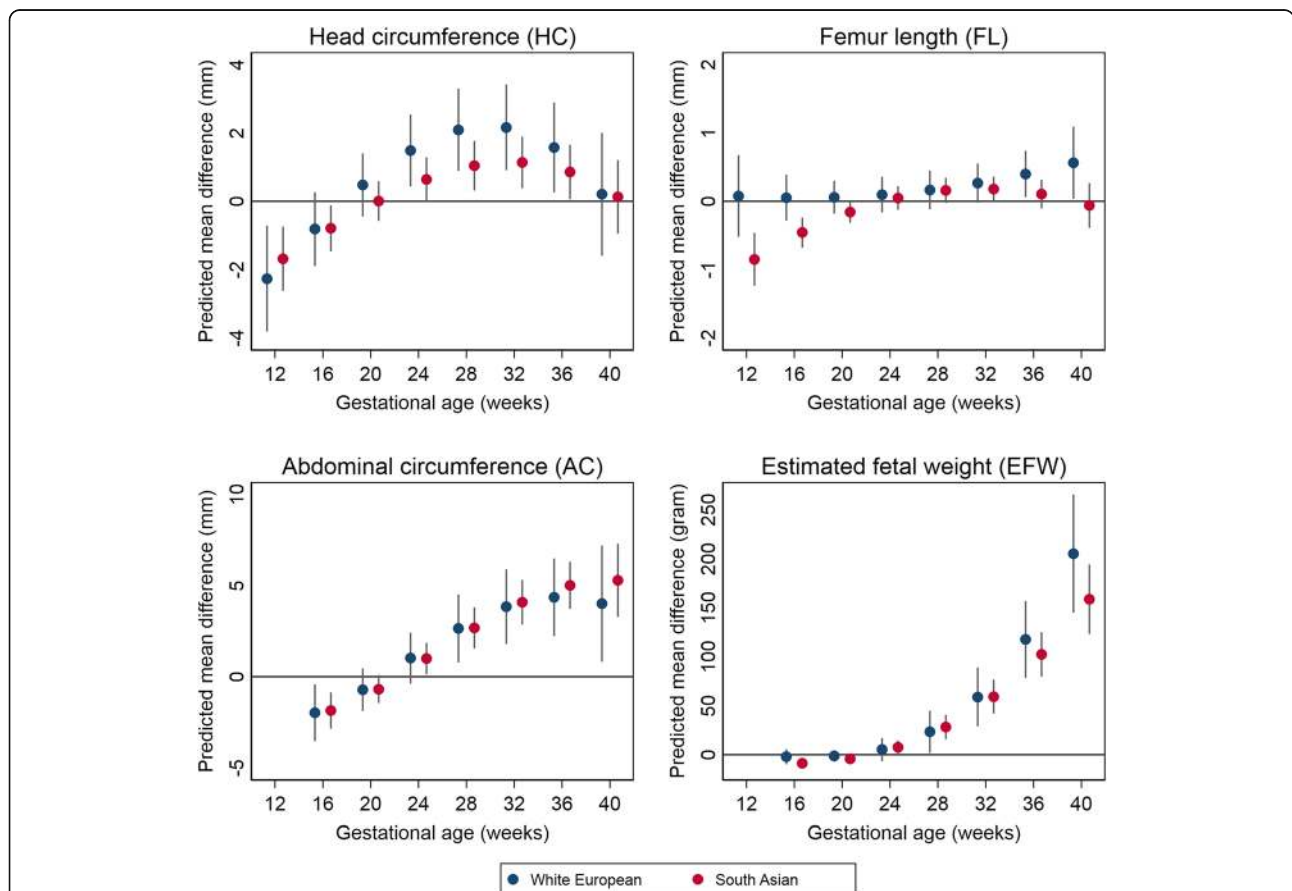 Head circumference (HC)
Predicted mean difference (mm)
4
2
0
-2
-4
12 16 20 24 28 32 36 40
Gestational age (weeks)
Femur length (FL)
Predicted mean difference (mm)
2
1
0
-1
-2
12 16 20 24 28 32 36 40
Gestational age (weeks)
Abdominal circumference (AC)
Predicted mean difference (mm)
10
5
0
-5
12 16 20 24 28 32 36 40
Gestational age (weeks)
Estimated fetal weight (EFW)
Predicted mean difference (gram)
250
200
150
100
50
0
12 16 20 24 28 32 36 40
Gestational age (weeks)
White European South Asian